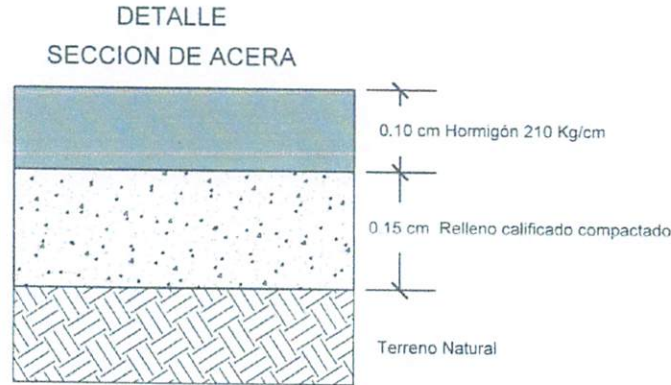 DETALLE
SECCION DE ACERA
0.10 cm Hormigón 210 Kg/cm
0.15 cm Relleno calificado compactado
Terreno Natural